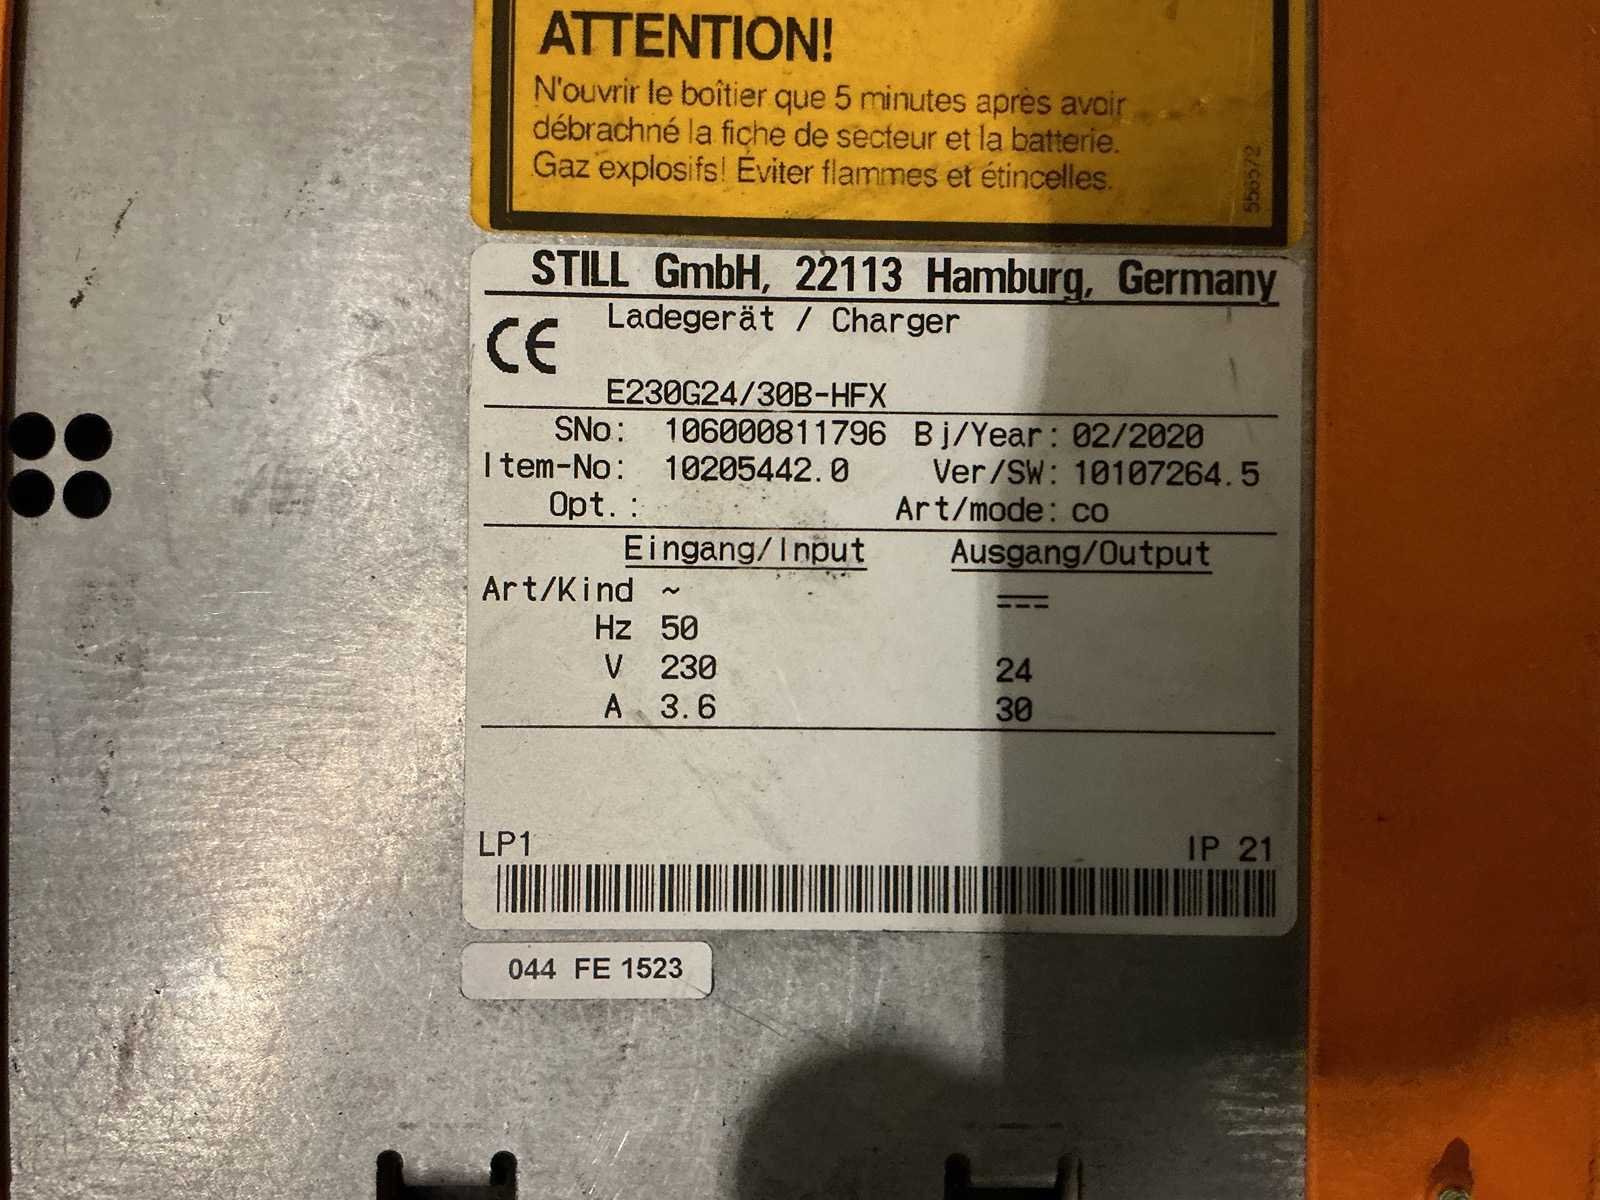 ATTENTION!
N'ouvrir le boîtier que 5 minutes après avoir
débrachné la fiche de secteur et la batterie.
Gaz explosifs! Éviter flammes et étincelles.
556572
STILL GmbH, 22113 Hamburg, Germany
CE
Ladegerät / Charger
E230G24/30B-HFX
SNo: 106000811796 Bj/Year: 02/2020
Item-No: 10205442.0 Ver/SW: 10107264.5
Opt.: Art/mode: co
Eingang/Input Ausgang/Output
Art/Kind ~ ⎓
Hz 50
V 230 24
A 3.6 30
LP1 IP 21
044 FE 1523